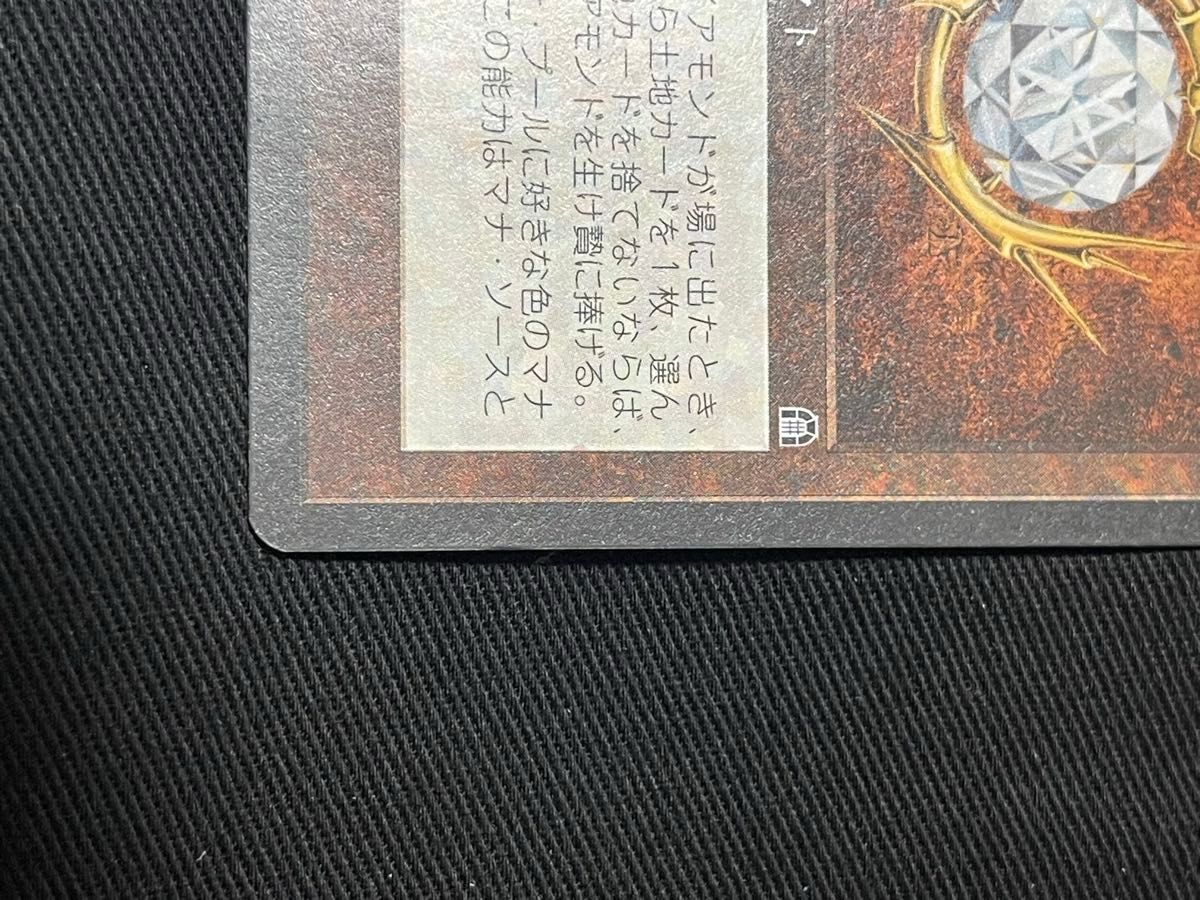 ト
アモンドが場に出たとき、
ら土地カードを1枚、選ん
カードを捨てないならば、
アモンドを生け贄に捧げる。
・プールに好きな色のマナ
この能力はマナ・ソースと